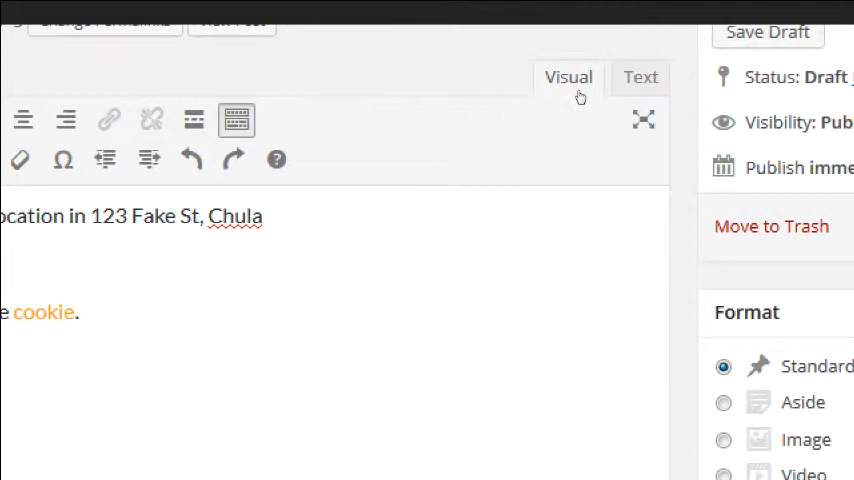 Save Draft
Visual
Text
Status: Draft
Visibility: Pub
Publish imme
ocation in 123 Fake St, Chula
Move to Trash
e cookie.
Format
Standard
Aside
Image
Video